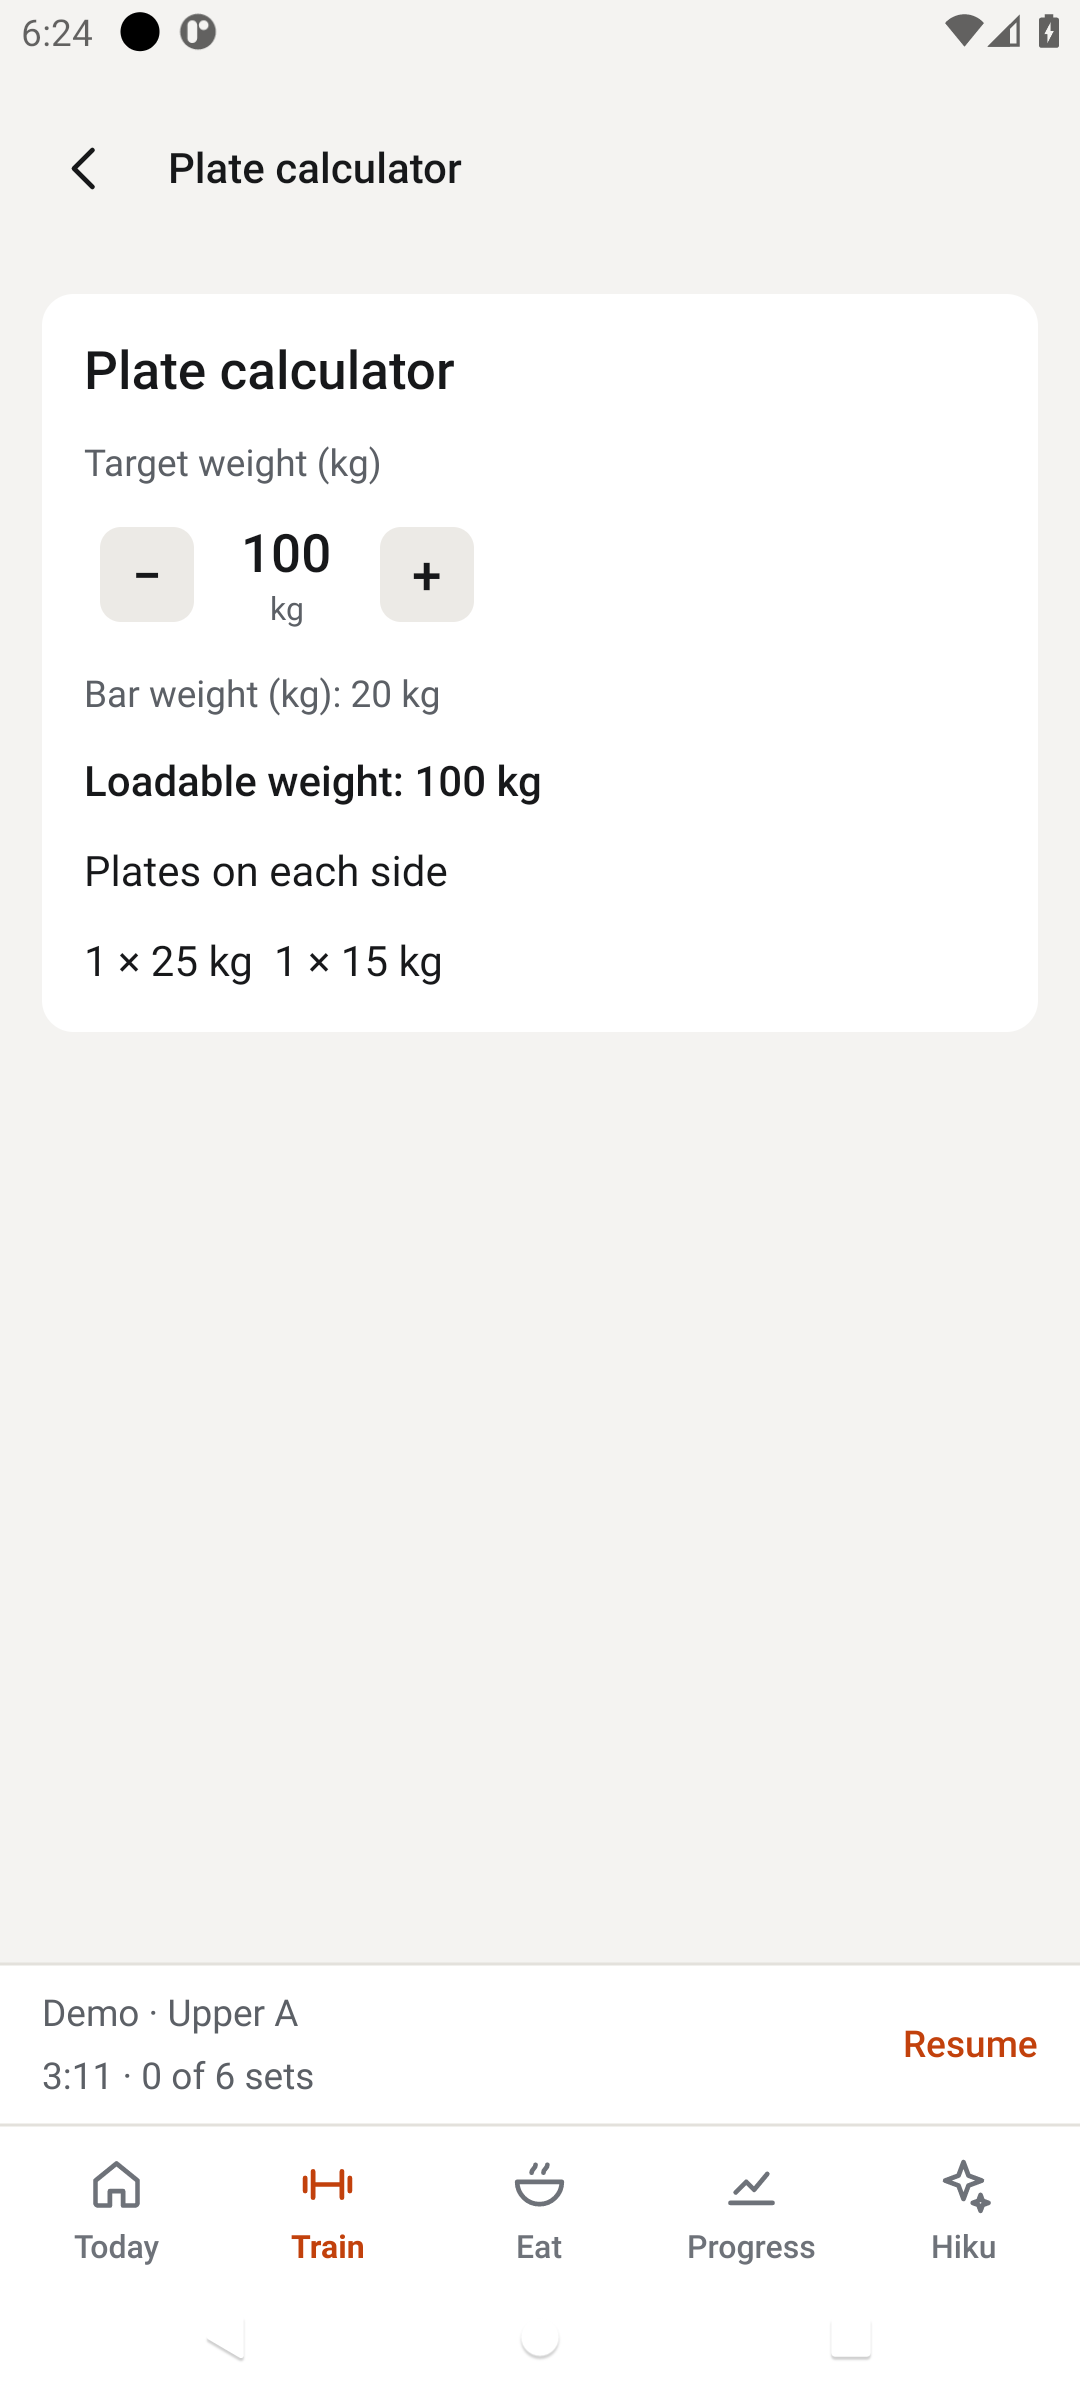 6:24
Plate calculator
Plate calculator
Target weight (kg)
− 100 +
kg
Bar weight (kg): 20 kg
Loadable weight: 100 kg
Plates on each side
1 × 25 kg 1 × 15 kg
Demo · Upper A
Resume
3:11 · 0 of 6 sets
Today Train Eat Progress Hiku